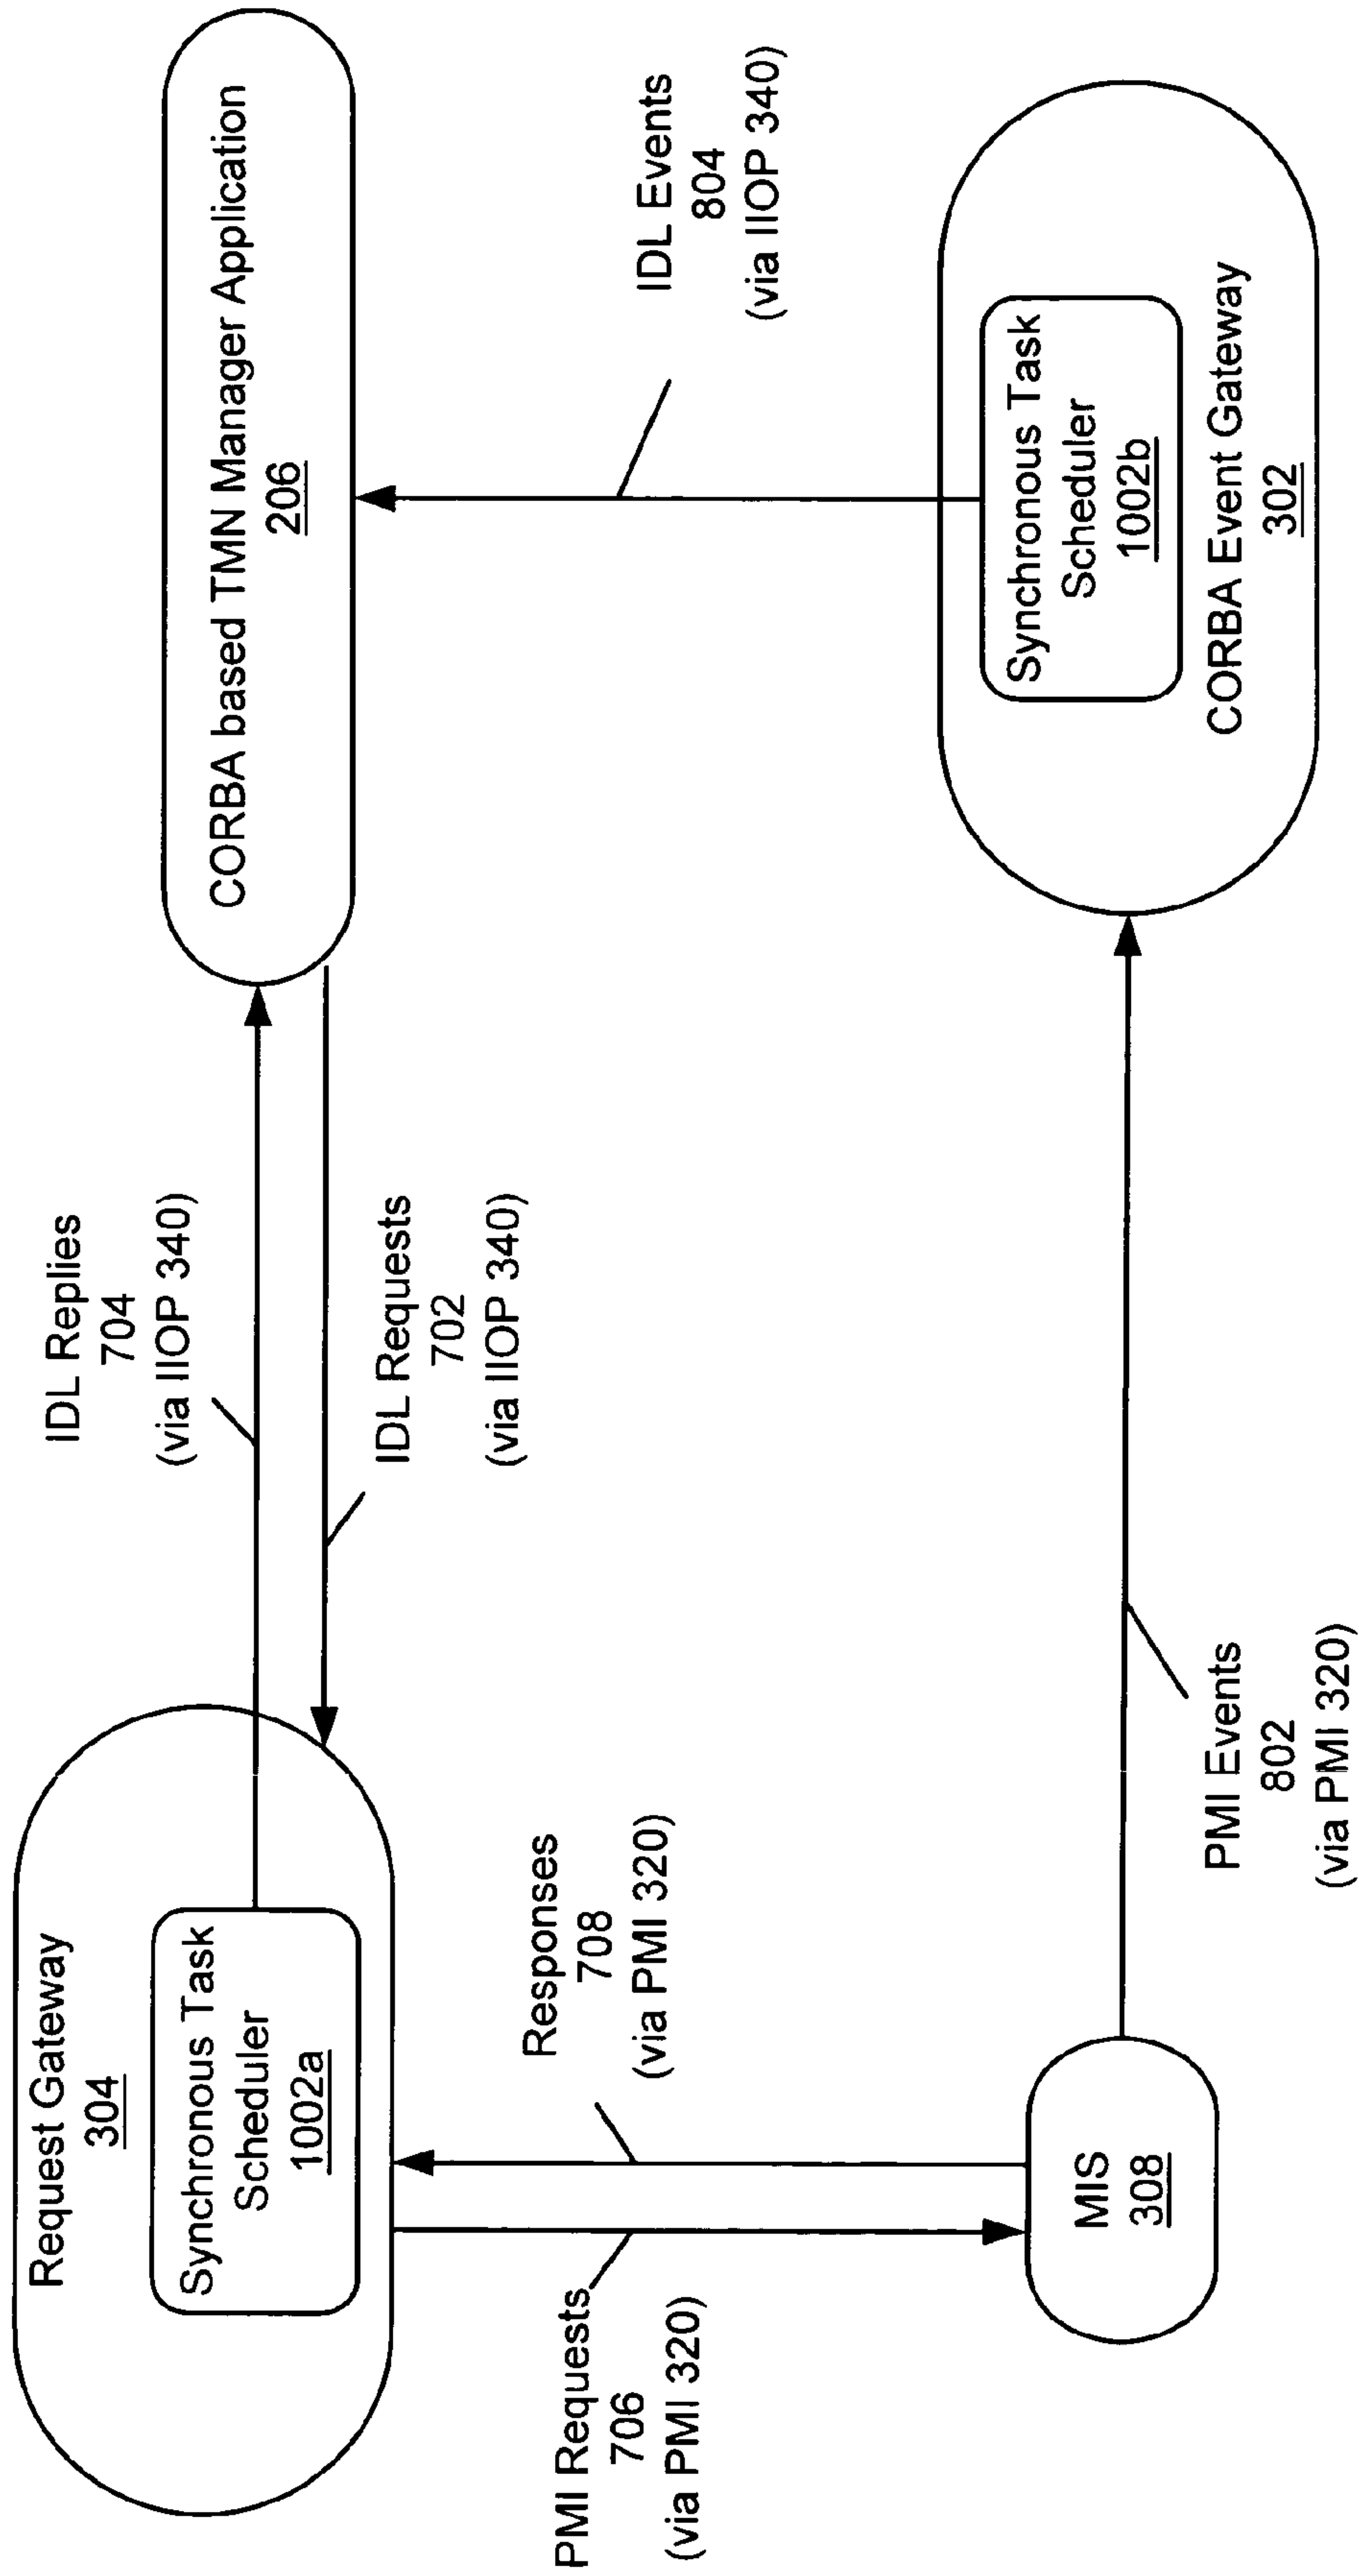 Request Gateway
304
Synchronous Task
Scheduler
1002a
IDL Replies
704
(via IIOP 340)
IDL Requests
702
(via IIOP 340)
CORBA based TMN Manager Application
206
PMI Requests
706
(via PMI 320)
Responses
708
(via PMI 320)
IDL Events
804
(via IIOP 340)
MIS
308
PMI Events
802
(via PMI 320)
Synchronous Task
Scheduler
1002b
CORBA Event Gateway
302